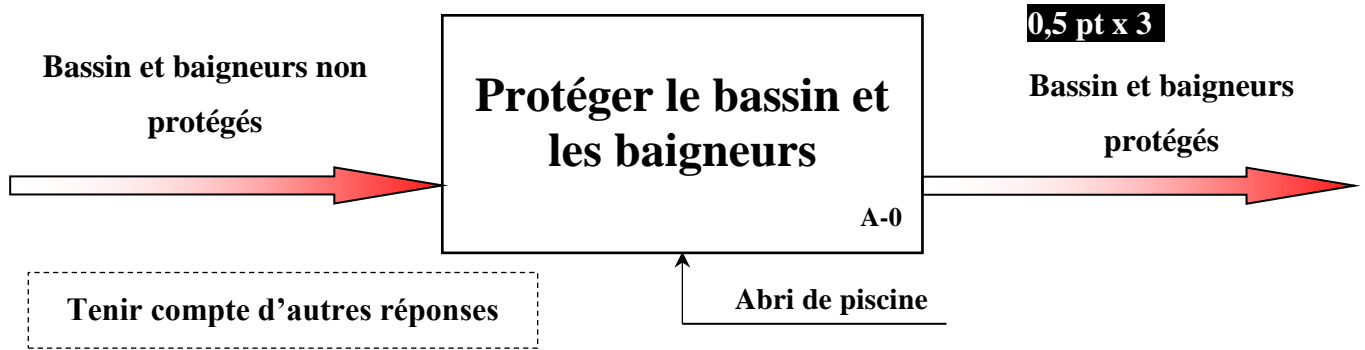 0,5 pt x 3
Bassin et baigneurs non
protégés
Protéger le bassin et
les baigneurs
A-0
Bassin et baigneurs
protégés
Tenir compte d’autres réponses
Abri de piscine